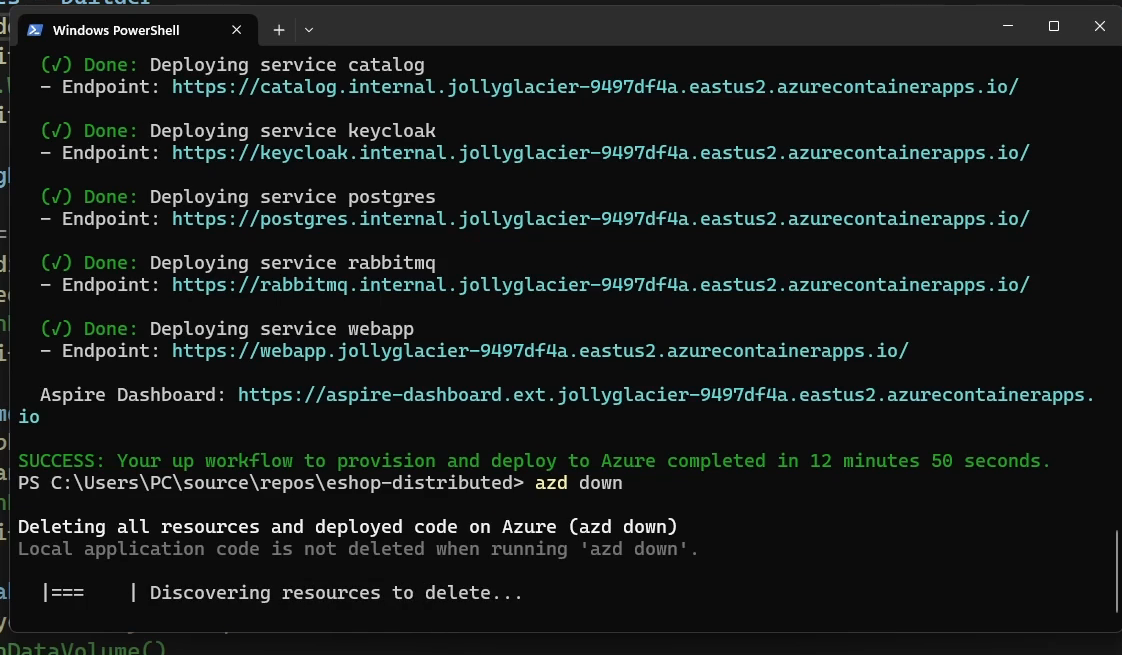 Windows PowerShell
(√) Done: Deploying service catalog
- Endpoint: https://catalog.internal.jollyglacier-9497df4a.eastus2.azurecontainerapps.io/
(√) Done: Deploying service keycloak
- Endpoint: https://keycloak.internal.jollyglacier-9497df4a.eastus2.azurecontainerapps.io/
(√) Done: Deploying service postgres
- Endpoint: https://postgres.internal.jollyglacier-9497df4a.eastus2.azurecontainerapps.io/
(√) Done: Deploying service rabbitmq
- Endpoint: https://rabbitmq.internal.jollyglacier-9497df4a.eastus2.azurecontainerapps.io/
(√) Done: Deploying service webapp
- Endpoint: https://webapp.jollyglacier-9497df4a.eastus2.azurecontainerapps.io/
Aspire Dashboard: https://aspire-dashboard.ext.jollyglacier-9497df4a.eastus2.azurecontainerapps.
io
SUCCESS: Your up workflow to provision and deploy to Azure completed in 12 minutes 50 seconds.
PS C:\Users\PC\source\repos\eshop-distributed> azd down
Deleting all resources and deployed code on Azure (azd down)
Local application code is not deleted when running 'azd down'.
|===    | Discovering resources to delete...
DataVolume()